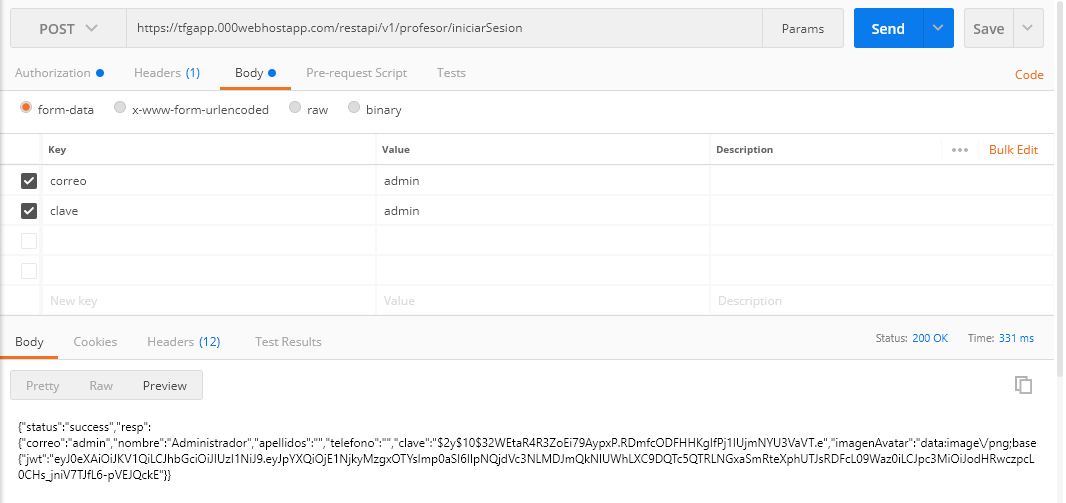 POST https://tfgapp.000webhostapp.com/restapi/v1/profesor/iniciarSesion Params Send Save
Authorization Headers (1) Body Pre-request Script Tests Code
form-data x-www-form-urlencoded raw binary
Key Value Description ••• Bulk Edit
correo admin
clave admin
New key Value Description
Body Cookies Headers (12) Test Results Status: 200 OK Time: 331 ms
Pretty Raw Preview
{"status":"success","resp":
{"correo":"admin","nombre":"Administrador","apellidos":"","telefono":"","clave":"$2y$10$32WEtaR4R3ZoEi79AypxP.RDmfcODFHHKglfPj1IUjmNYU3VaVT.e","imagenAvatar":"data:image\/png;base
{"jwt":"eyJ0eXAiOiJKV1QiLCJhbGciOiJIUzI1NiJ9.eyJpYXQiOjE1NjkyMzgxOTYsImp0aSI6IlpNQjdVc3NLMDJmQkNIUWhLXC9DQTc5QTRLNGxaSmRteXphUTJsRDFcL09Waz0iLCJpc3MiOiJodHRwczpcL
0CHs_jniV7TJfL6-pVEJQckE"}}